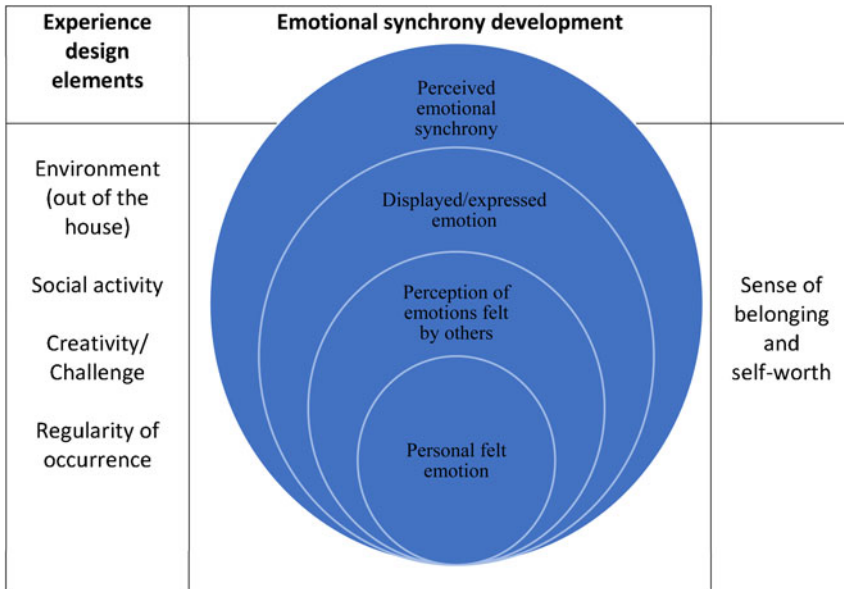 Experience
design
elements
Emotional synchrony development
Environment
(out of the
house)
Social activity
Creativity/
Challenge
Regularity of
occurrence
Perceived
emotional
synchrony
Displayed/expressed
emotion
Perception of
emotions felt
by others
Personal felt
emotion
Sense of
belonging
and
self-worth